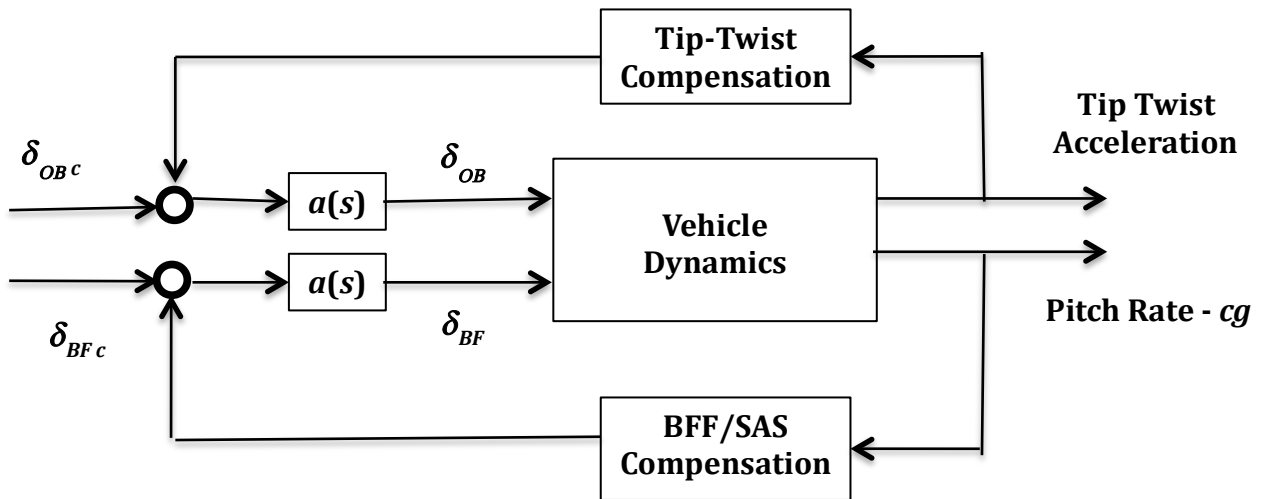 Tip-Twist
Compensation
Tip Twist
Acceleration
δOB c
a(s)
δOB
Vehicle
Dynamics
a(s)
δBF c
δBF
Pitch Rate - cg
BFF/SAS
Compensation